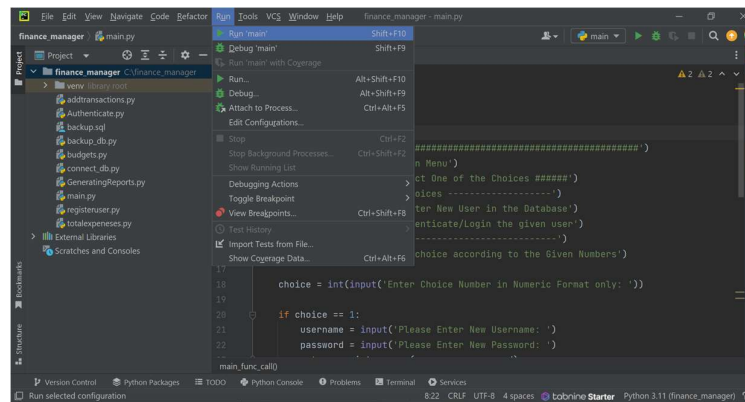 File Edit View Navigate Code Refactor Run Tools VCS Window Help finance_manager - main.py
finance_manager main.py main
Project
finance_manager C:\finance_manager
venv library root
addtransactions.py
Authenticate.py
backup.sql
backup_db.py
budgets.py
connect_db.py
GeneratingReports.py
main.py
registeruser.py
totalexpeneses.py
External Libraries
Scratches and Consoles
Project
Bookmarks
Structure
Run 'main' Shift+F10
Debug 'main' Shift+F9
Run 'main' with Coverage
Run... Alt+Shift+F10
Debug... Alt+Shift+F9
Attach to Process... Ctrl+Alt+F5
Edit Configurations...
Stop Ctrl+F2
Stop Background Processes... Ctrl+Shift+F2
Show Running List
Debugging Actions
Toggle Breakpoint
View Breakpoints... Ctrl+Shift+F8
Test History
Import Tests from File...
Show Coverage Data... Ctrl+Alt+F6
2 2
n Menu')
ct One of the Choices ######')
oices ------------------')
ter New User in the Database')
enticate/Login the given user')
------------------')
choice according to the Given Numbers')
17
18 choice = int(input('Enter Choice Number in Numeric Format only: '))
19
20 if choice == 1:
21 username = input('Please Enter New Username: ')
22 password = input('Please Enter New Password: ')
main_func_call()
Version Control Python Packages TODO Python Console Problems Terminal Services
Run selected configuration 8:22 CRLF UTF-8 4 spaces tabnine Starter Python 3.11 (finance_manager)